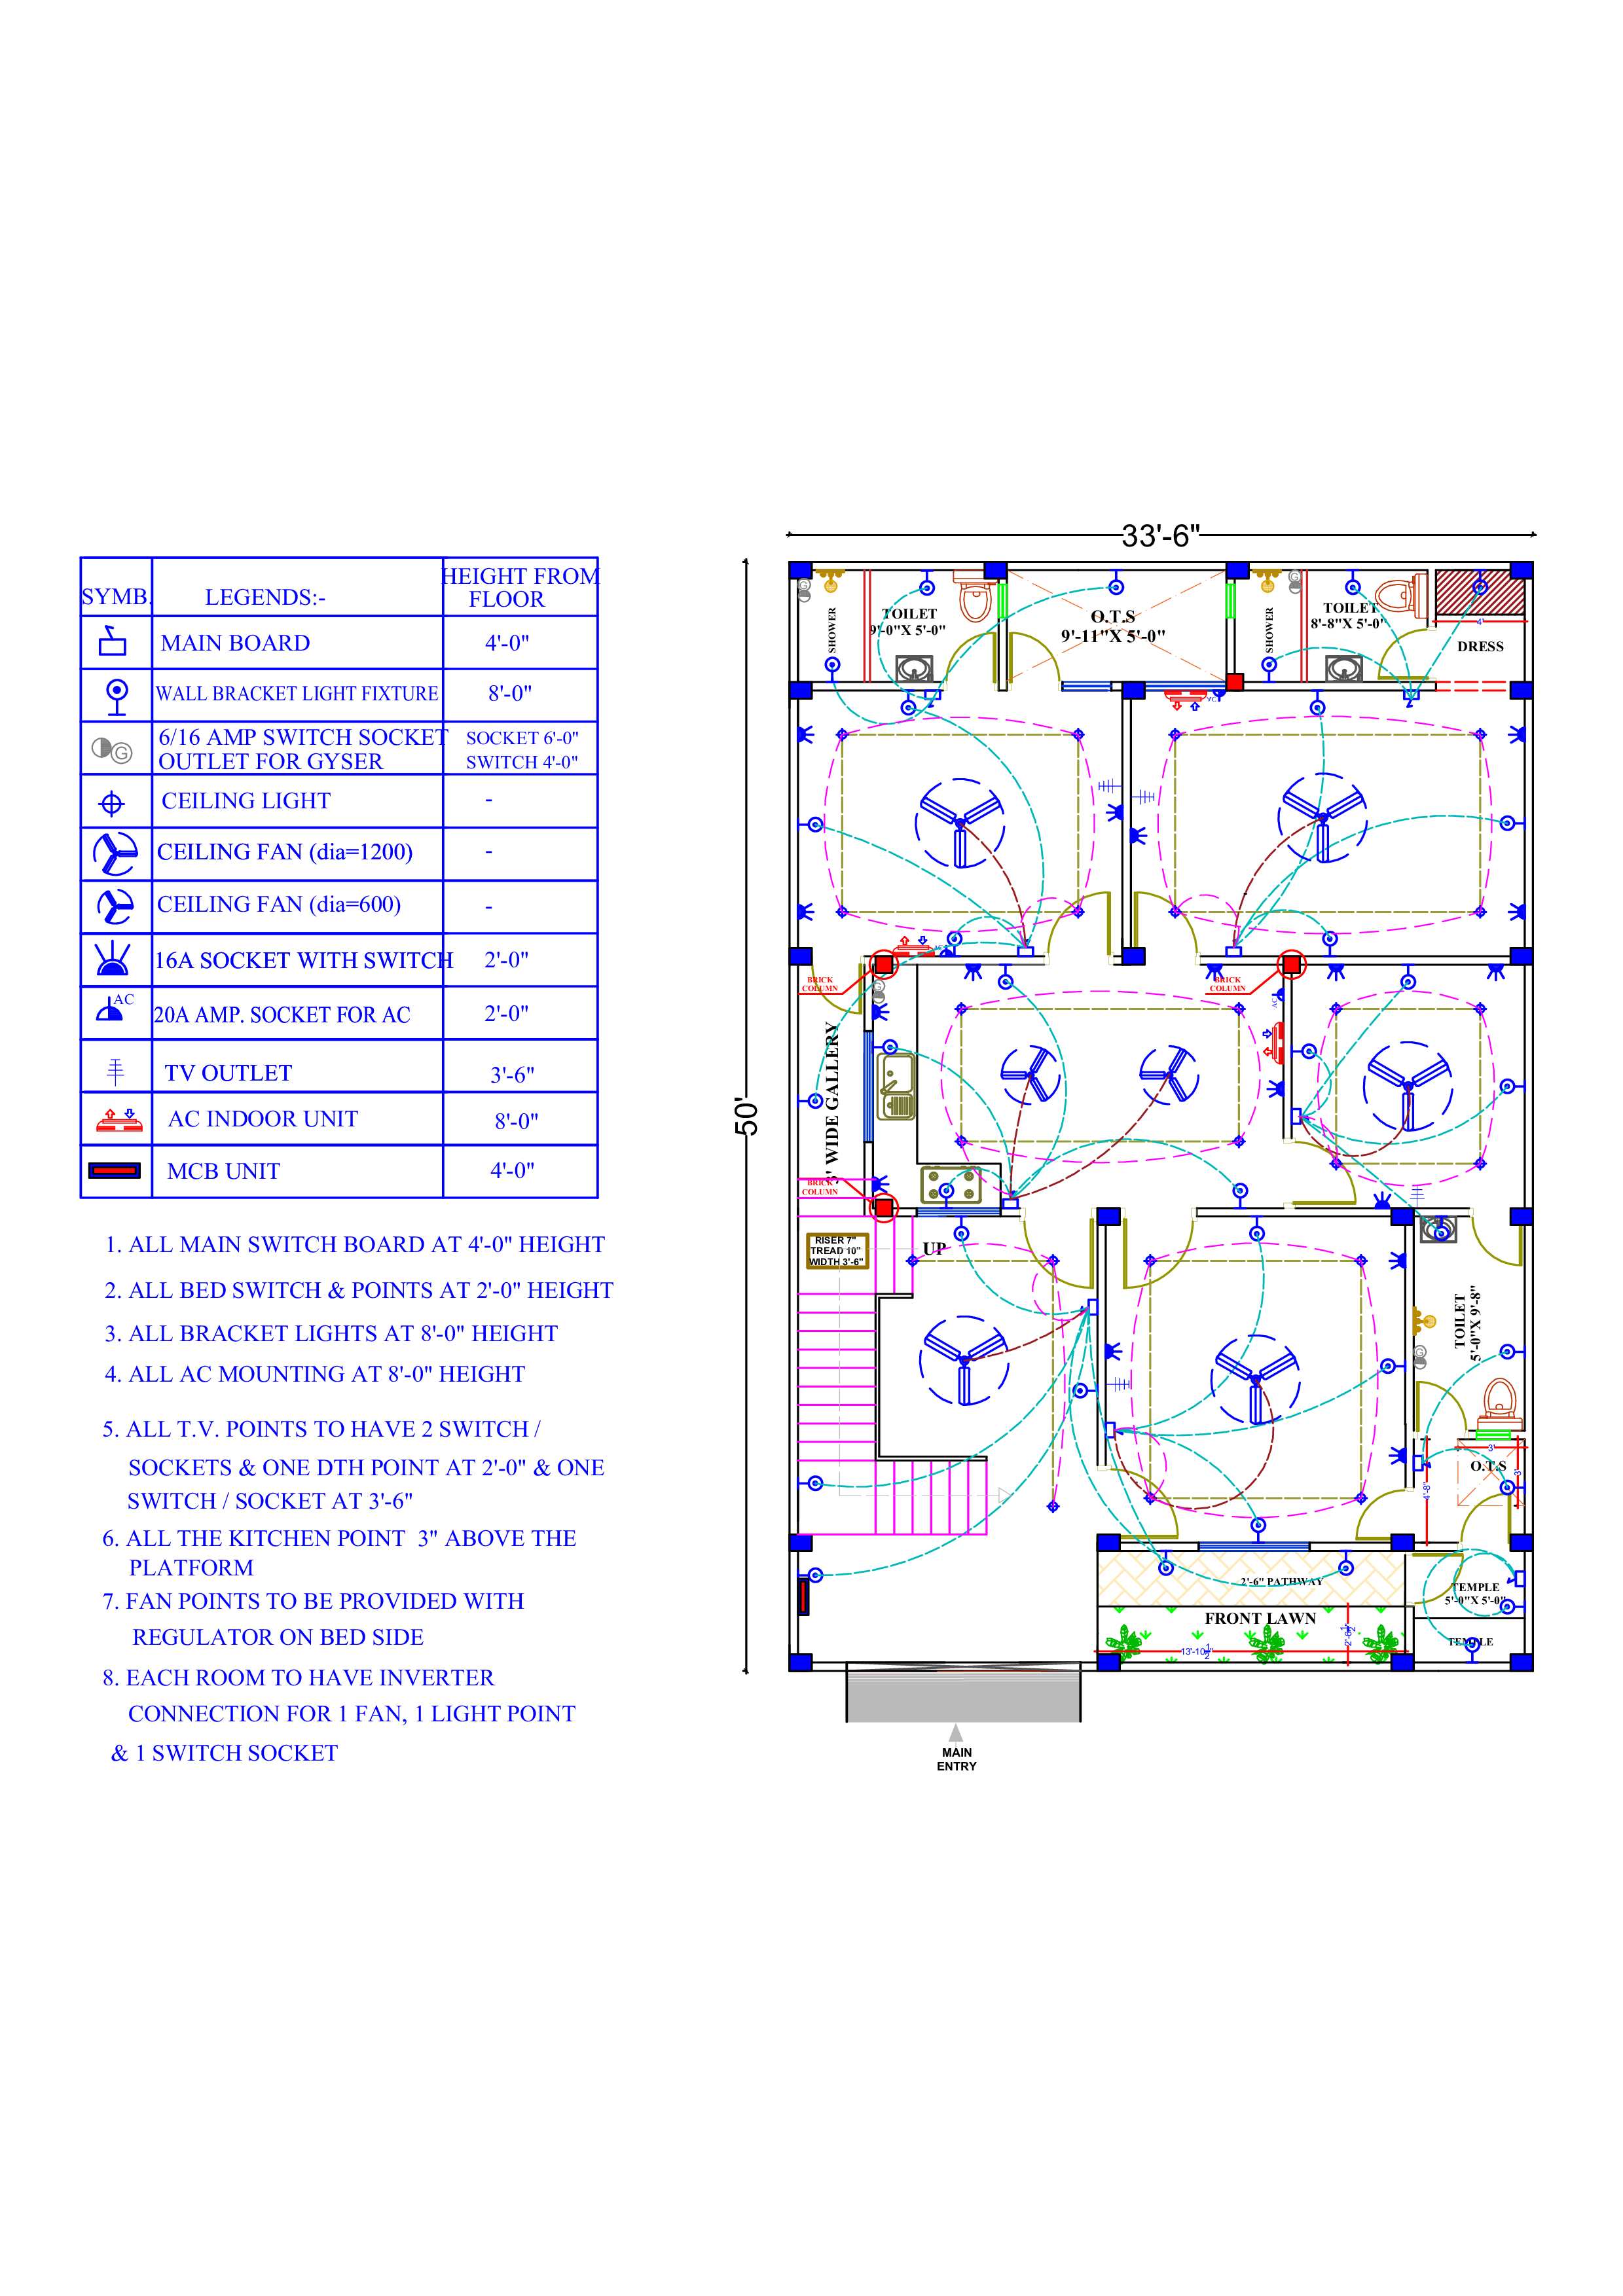 SYMB.
LEGENDS:-
HEIGHT FROM
FLOOR
MAIN BOARD
4'-0"
WALL BRACKET LIGHT FIXTURE
8'-0"
G
6/16 AMP SWITCH SOCKET
OUTLET FOR GYSER
SOCKET 6'-0"
SWITCH 4'-0"
CEILING LIGHT
-
CEILING FAN (dia=1200)
-
CEILING FAN (dia=600)
-
16A SOCKET WITH SWITCH
2'-0"
AC
20A AMP. SOCKET FOR AC
2'-0"
TV OUTLET
3'-6"
AC INDOOR UNIT
8'-0"
MCB UNIT
4'-0"
1. ALL MAIN SWITCH BOARD AT 4'-0" HEIGHT
2. ALL BED SWITCH & POINTS AT 2'-0" HEIGHT
3. ALL BRACKET LIGHTS AT 8'-0" HEIGHT
4. ALL AC MOUNTING AT 8'-0" HEIGHT
5. ALL T.V. POINTS TO HAVE 2 SWITCH /
SOCKETS & ONE DTH POINT AT 2'-0" & ONE
SWITCH / SOCKET AT 3'-6"
6. ALL THE KITCHEN POINT 3" ABOVE THE
PLATFORM
7. FAN POINTS TO BE PROVIDED WITH
REGULATOR ON BED SIDE
8. EACH ROOM TO HAVE INVERTER
CONNECTION FOR 1 FAN, 1 LIGHT POINT
& 1 SWITCH SOCKET
33'-6"
50'
SHOWER
TOILET
9'-0"X 5'-0"
O.T.S
9'-11"X 5'-0"
SHOWER
TOILET
8'-8"X 5'-0"
4'
DRESS
BRICK
COLUMN
BRICK
COLUMN
3' WIDE GALLERY
BRICK
COLUMN
RISER 7"
TREAD 10"
WIDTH 3'-6"
UP
TOILET
5'-0"X 9'-8"
3'
O.T.S
3'
4'-8"
2'-6" PATHWAY
TEMPLE
5'-0"X 5'-0"
FRONT LAWN
13'-10½"
2'-6½"
TEMPLE
MAIN
ENTRY